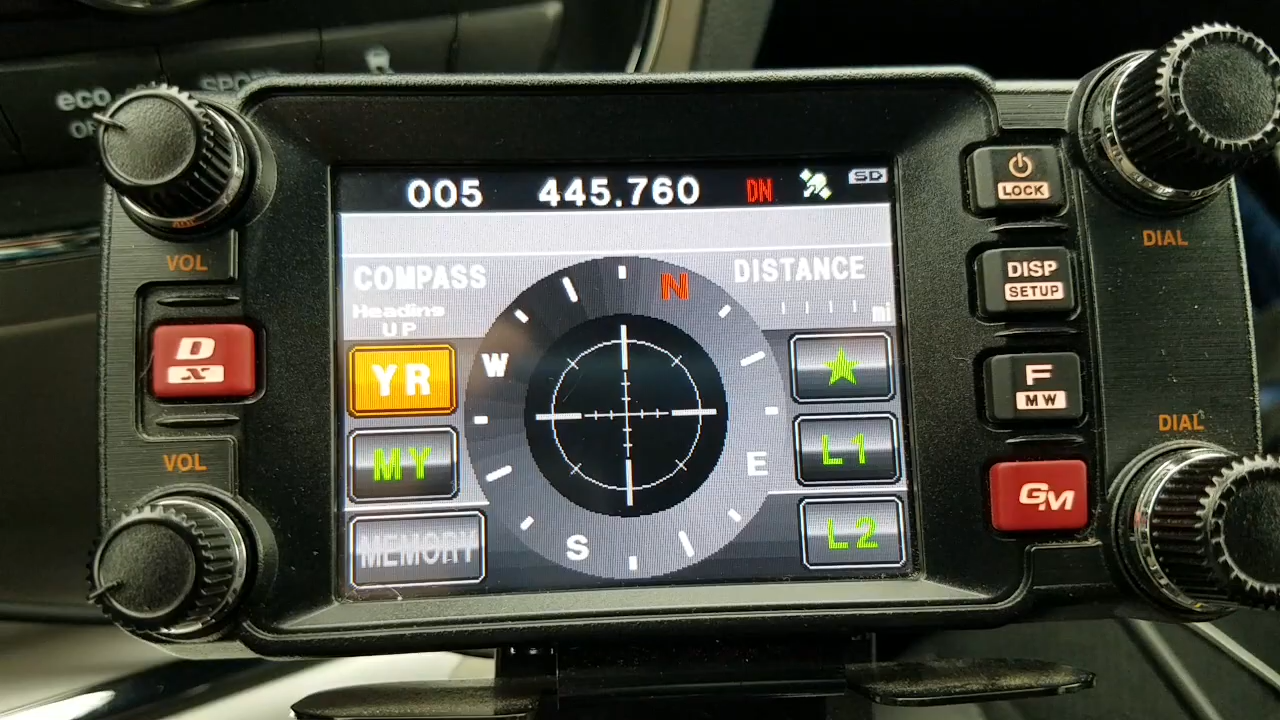 eco
SPORT
005 445.760 DN SD
COMPASS
Heading
UP
DISTANCE
mi
N
W
E
S
YR
MY
MEMORY
★
L1
L2
VOL
D
X
VOL
LOCK
DISP
SETUP
F
MW
GM
DIAL
DIAL